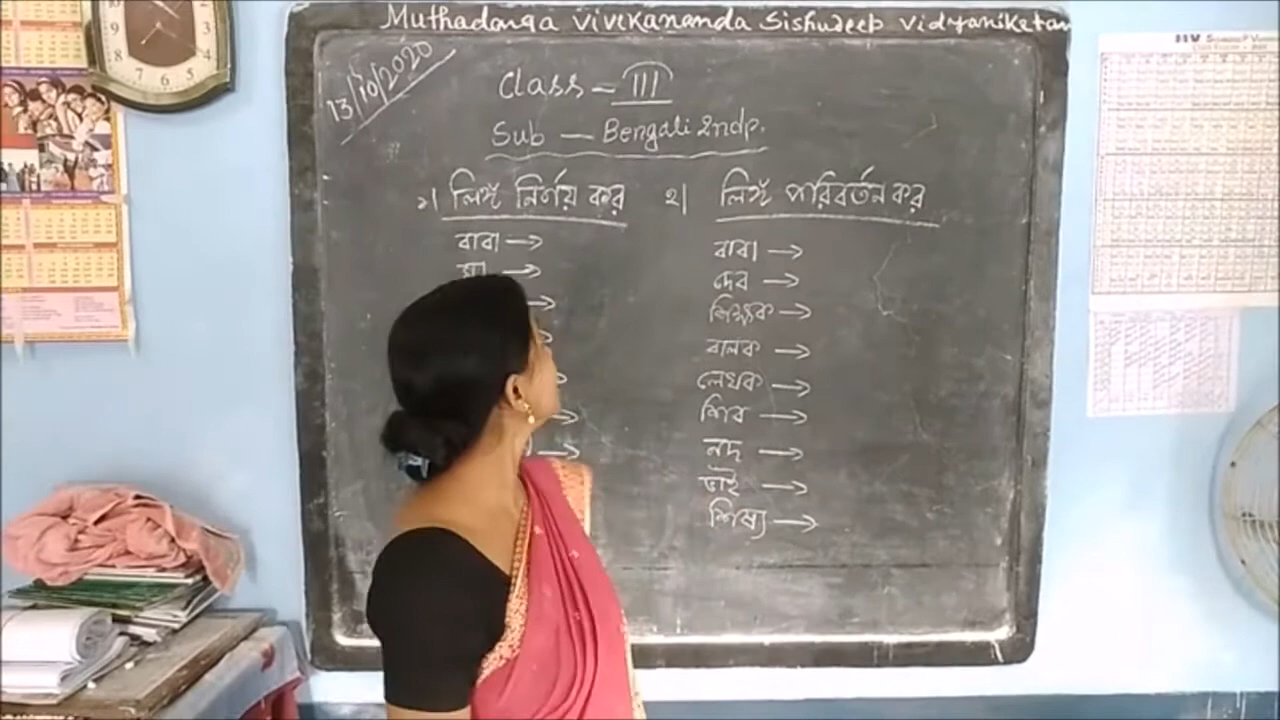 Muthadanga Vivekananda Sishudeep Vidyaniketan
13/10/2020
Class - III
Sub - Bengali 2nd p.
১| লিঙ্গ নির্ণয় কর
বাবা →
মা →
২| লিঙ্গ পরিবর্তন কর
বাবা →
দেব →
শিক্ষক →
বালক →
লেখক →
শিব →
নদ →
ভাই →
শিষ্য →